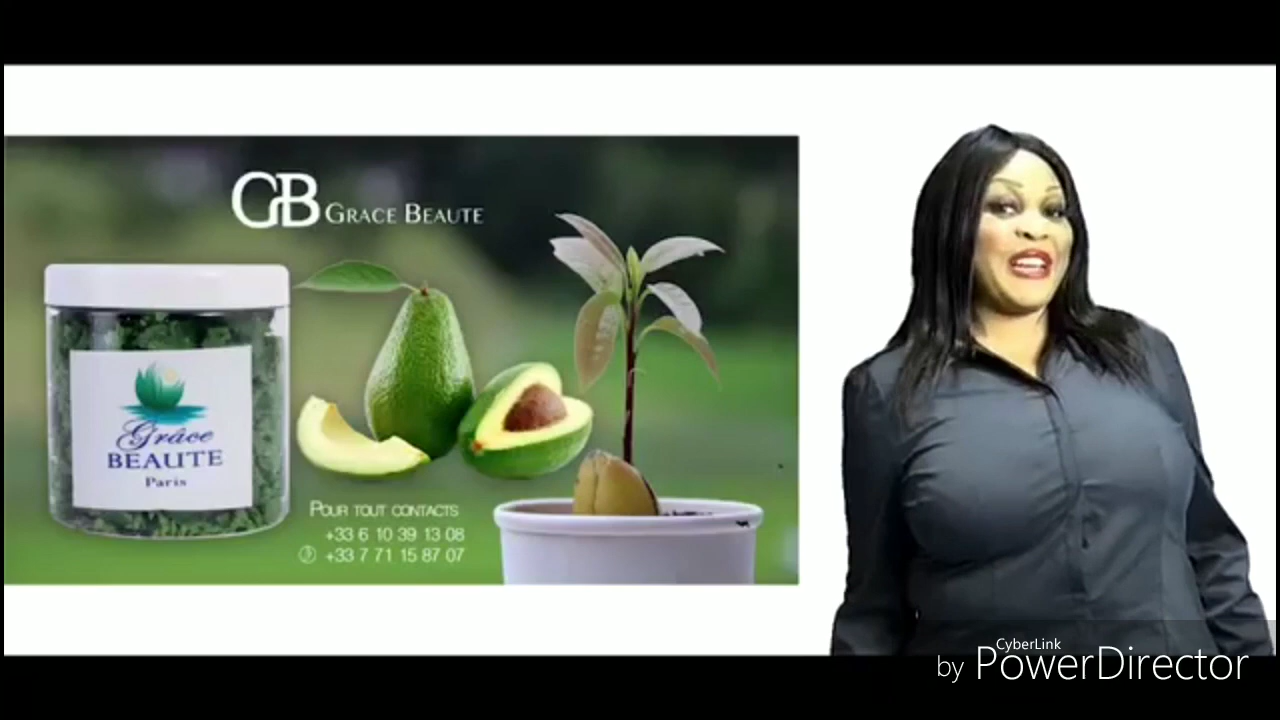 GB GRACE BEAUTE
Grâce
BEAUTE
Paris
POUR TOUT CONTACTS
+33 6 10 39 13 08
+33 7 71 15 87 07
CyberLink
by PowerDirector